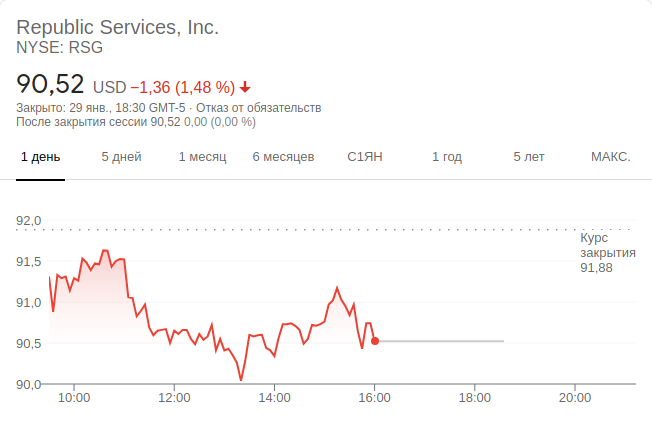 Republic Services, Inc.
NYSE: RSG
90,52 USD −1,36 (1,48 %)
Закрыто: 29 янв., 18:30 GMT-5 · Отказ от обязательств
После закрытия сессии 90,52 0,00 (0,00 %)
1 день 5 дней 1 месяц 6 месяцев С1ЯН 1 год 5 лет МАКС.
92,0
Курс
закрытия
91,88
91,5
91,0
90,5
90,0
10:00 12:00 14:00 16:00 18:00 20:00